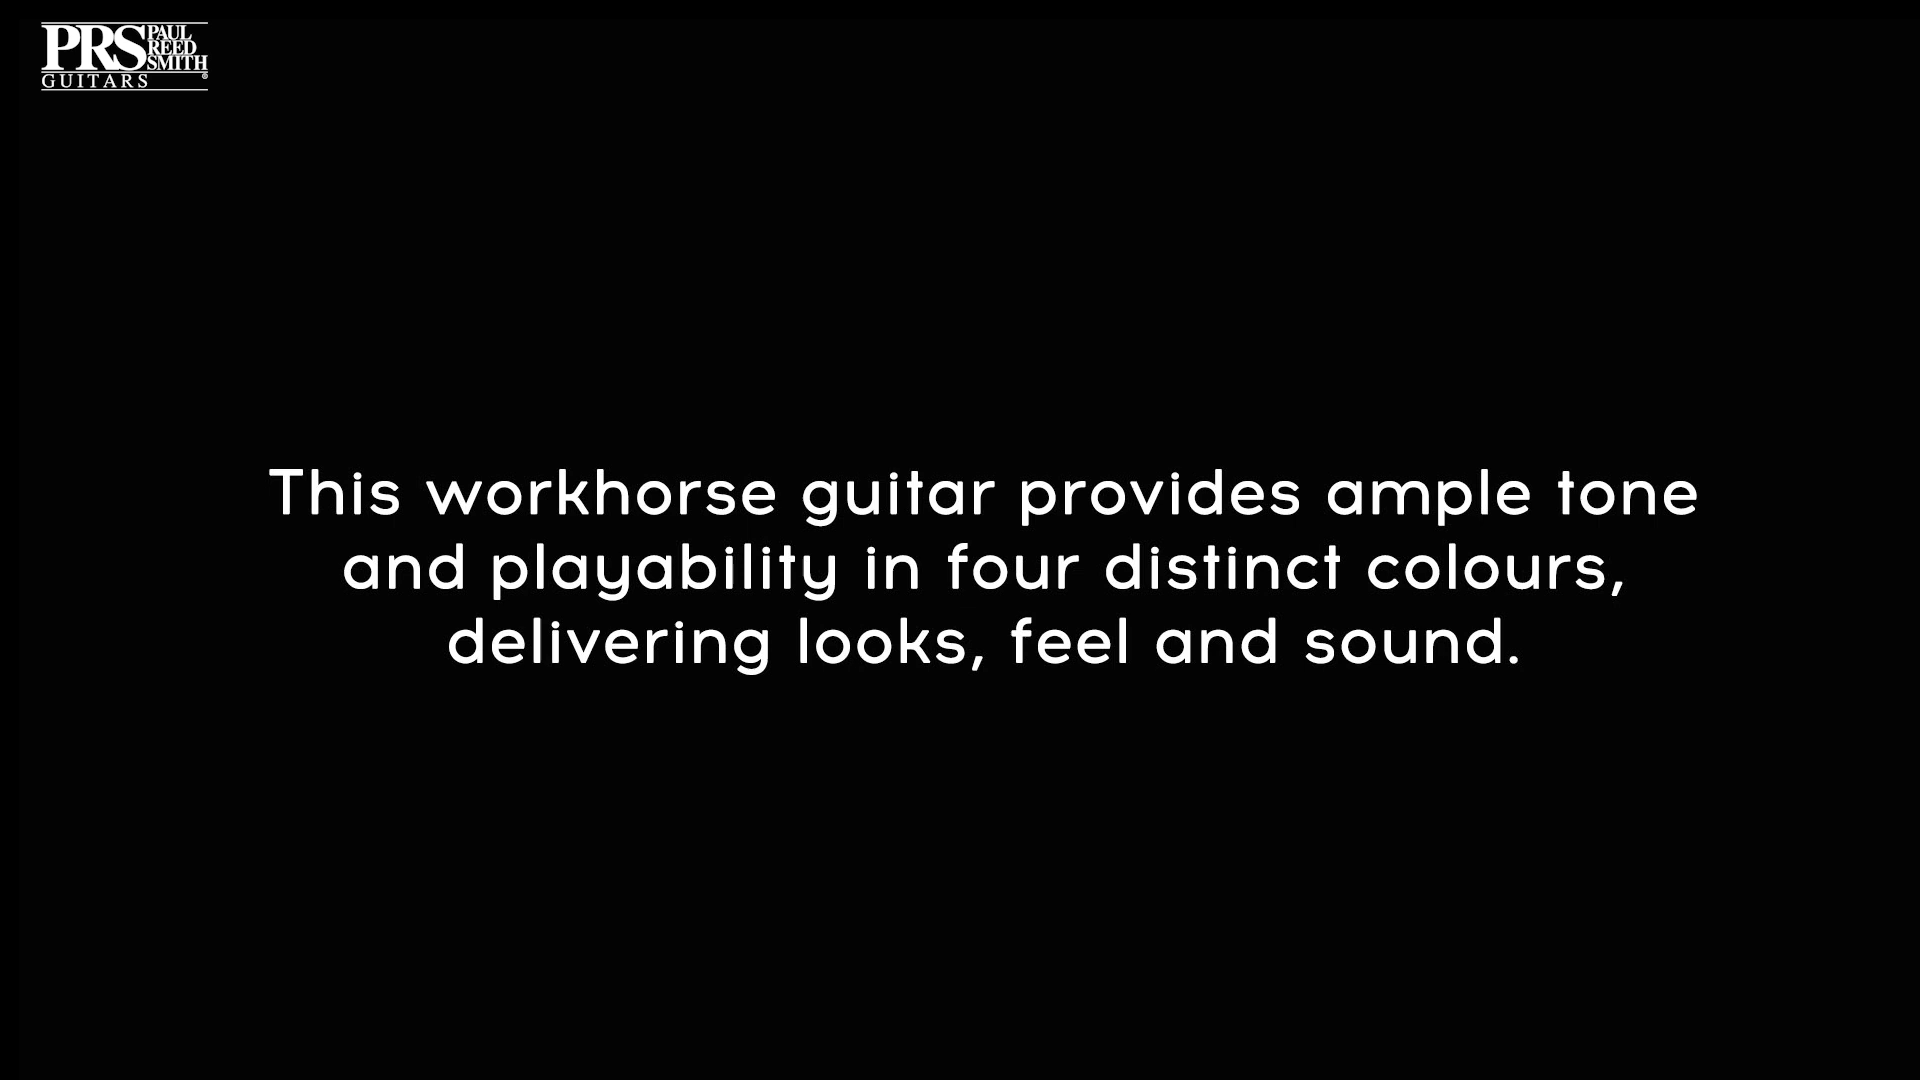 PRS PAUL REED SMITH
GUITARS
This workhorse guitar provides ample tone
and playability in four distinct colours,
delivering looks, feel and sound.